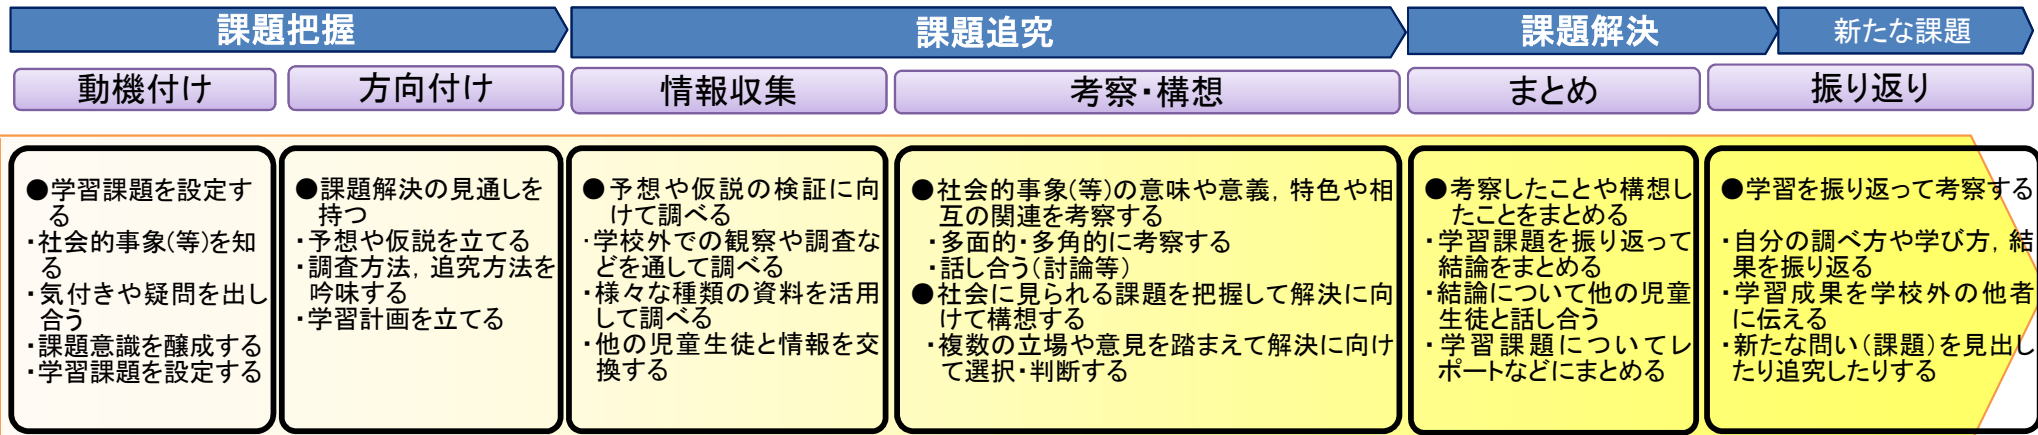 課題把握
課題追究
課題解決
新たな課題
動機付け
方向付け
情報収集
考察・構想
まとめ
振り返り
●学習課題を設定す
る
・社会的事象(等)を知
る
・気付きや疑問を出し
合う
・課題意識を醸成する
・学習課題を設定する
●課題解決の見通しを
持つ
・予想や仮説を立てる
・調査方法，追究方法を
吟味する
・学習計画を立てる
●予想や仮説の検証に向
けて調べる
・学校外での観察や調査な
どを通して調べる
・様々な種類の資料を活用
して調べる
・他の児童生徒と情報を交
換する
●社会的事象(等)の意味や意義，特色や相
互の関連を考察する
・多面的・多角的に考察する
・話し合う（討論等）
●社会に見られる課題を把握して解決に向
けて構想する
・複数の立場や意見を踏まえて解決に向け
て選択・判断する
●考察したことや構想し
たことをまとめる
・学習課題を振り返って
結論をまとめる
・結論について他の児童
生徒と話し合う
・学習課題についてレ
ポートなどにまとめる
●学習を振り返って考察する
・自分の調べ方や学び方，結
果を振り返る
・学習成果を学校外の他者
に伝える
・新たな問い（課題）を見出し
たり追究したりする